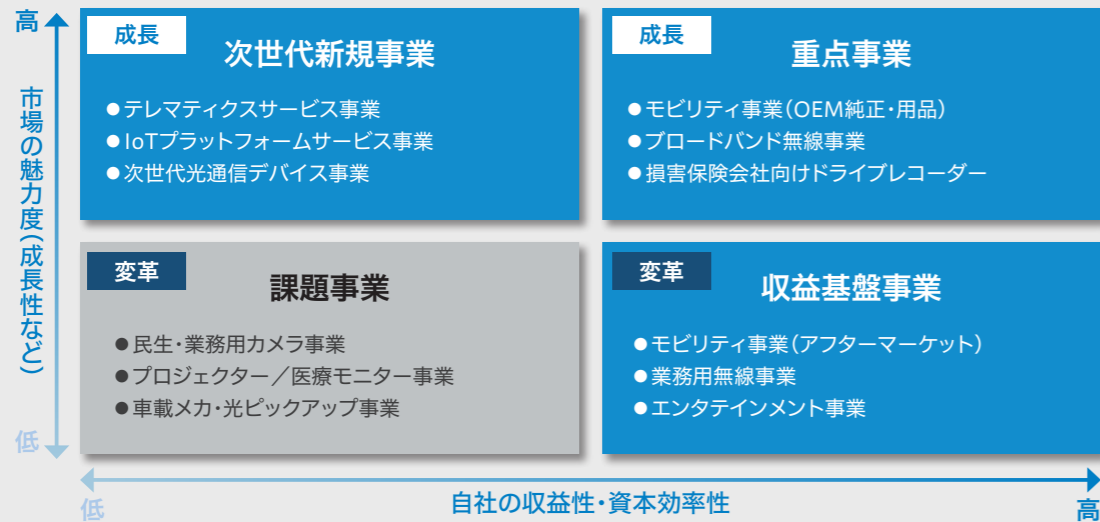 高
市場の魅力度(成長性など)
低
成長
次世代新規事業
●テレマティクスサービス事業
●IoTプラットフォームサービス事業
●次世代光通信デバイス事業
成長
重点事業
●モビリティ事業(OEM純正・用品)
●ブロードバンド無線事業
●損害保険会社向けドライブレコーダー
変革
課題事業
●民生・業務用カメラ事業
●プロジェクター/医療モニター事業
●車載メカ・光ピックアップ事業
変革
収益基盤事業
●モビリティ事業(アフターマーケット)
●業務用無線事業
●エンタテインメント事業
低
自社の収益性・資本効率性
高